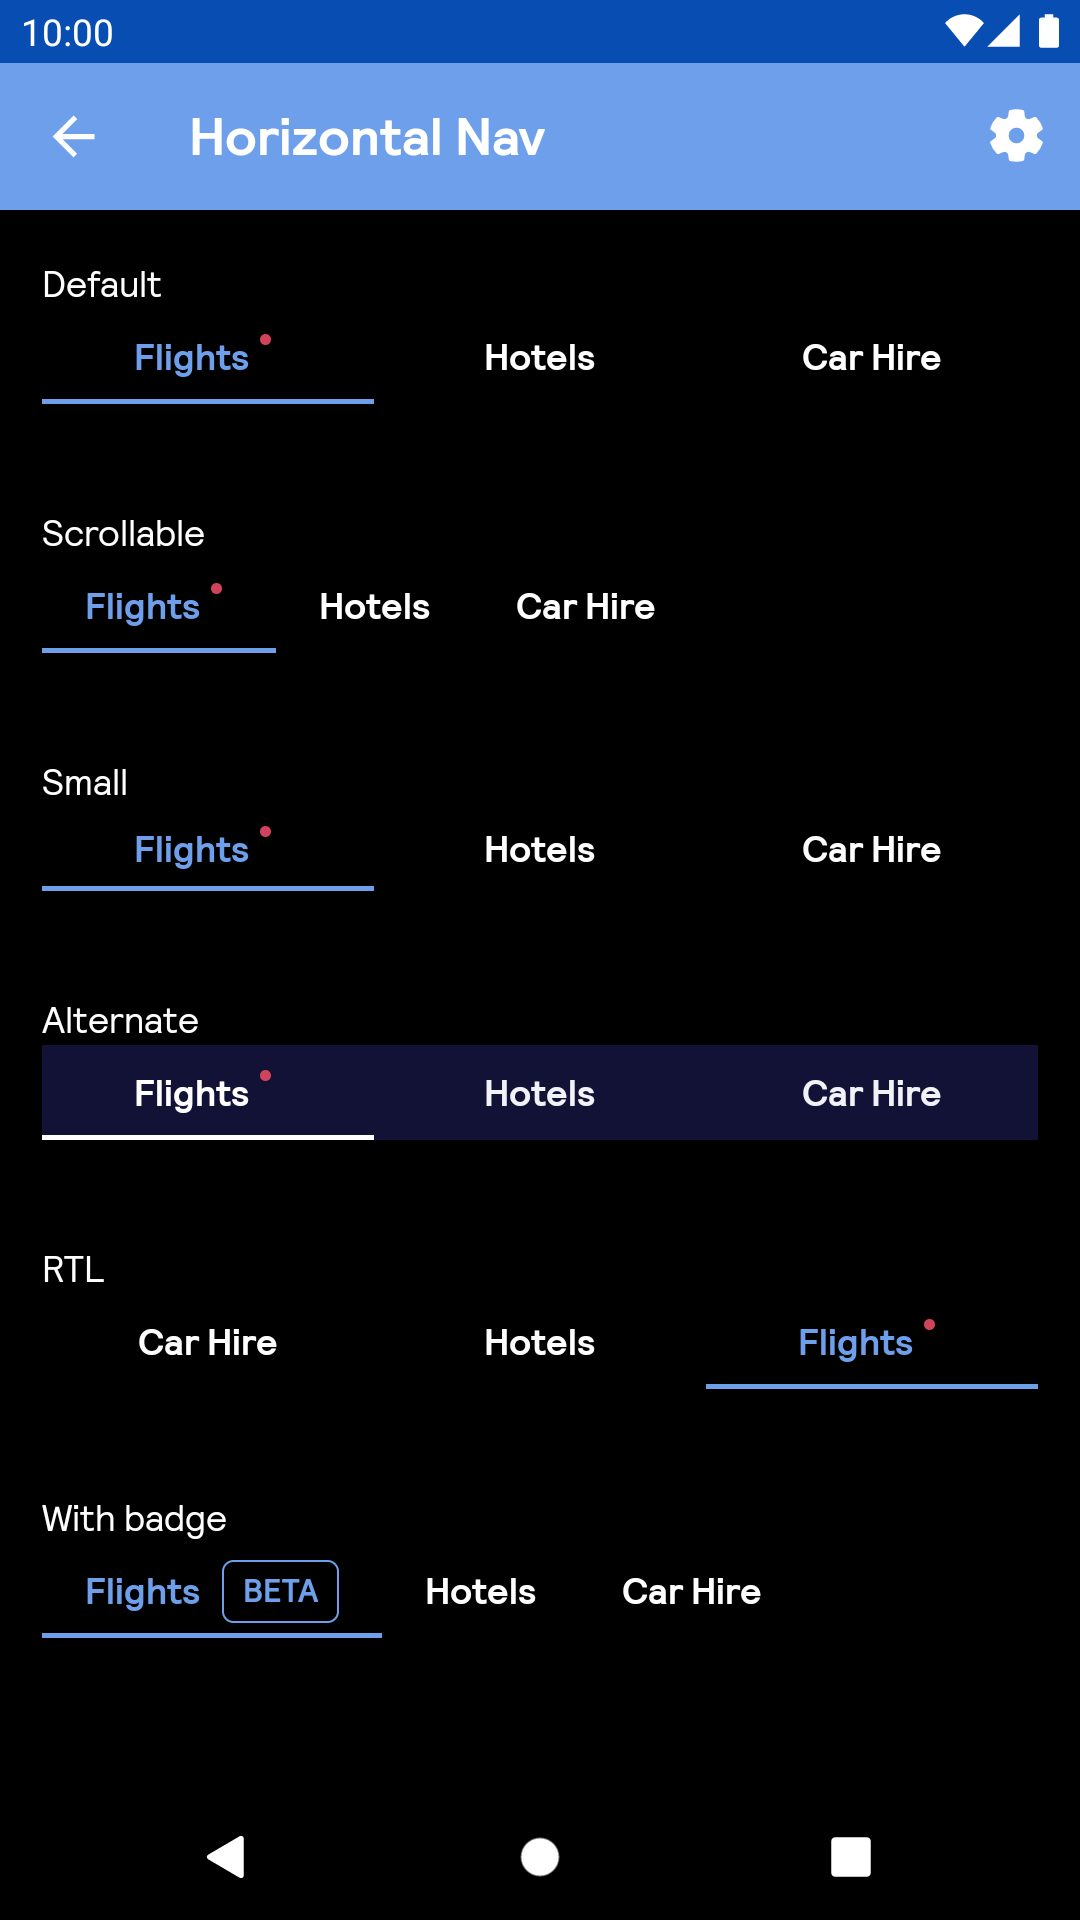 10:00
Horizontal Nav
Default
Flights Hotels Car Hire
Scrollable
Flights Hotels Car Hire
Small
Flights Hotels Car Hire
Alternate
Flights Hotels Car Hire
RTL
Car Hire Hotels Flights
With badge
Flights BETA Hotels Car Hire